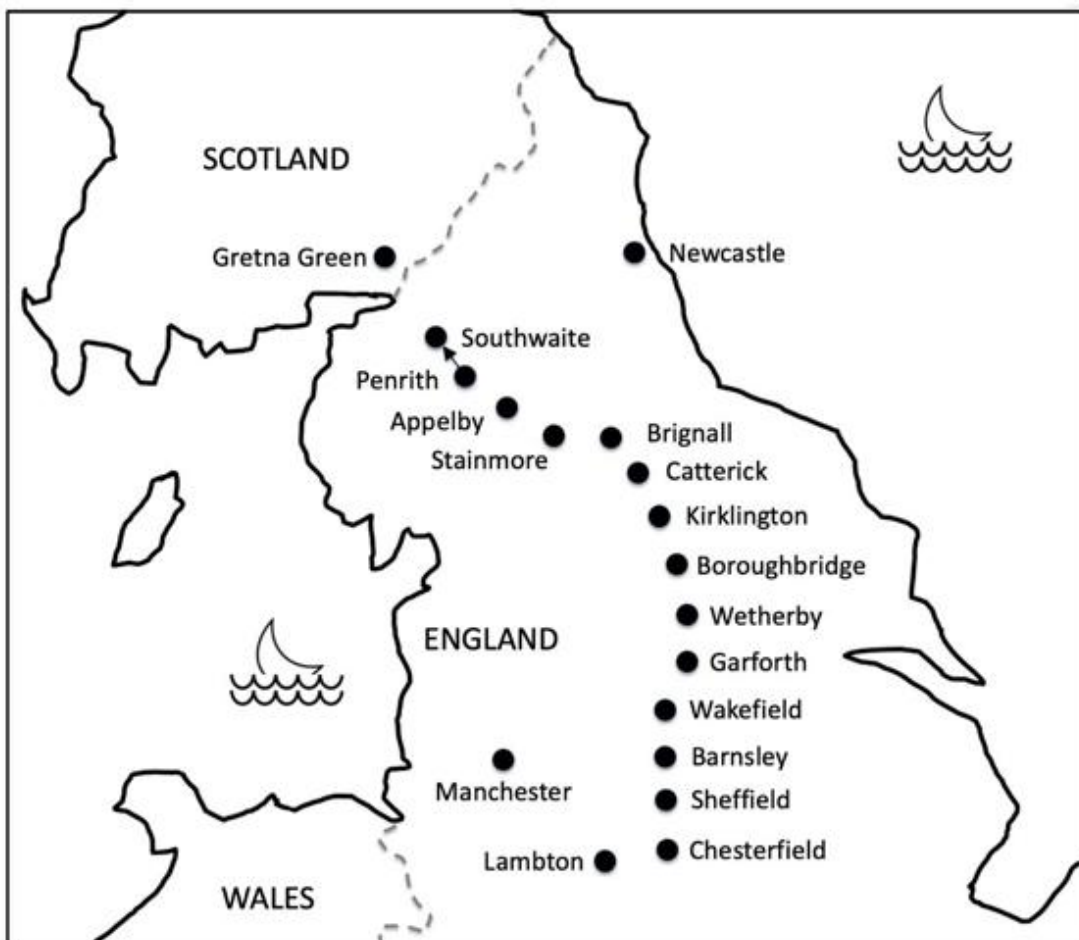 SCOTLAND
Gretna Green
Newcastle
Southwaite
Penrith
Appelby
Stainmore
Brignall
Catterick
Kirklington
Boroughbridge
Wetherby
ENGLAND
Garforth
Wakefield
Barnsley
Manchester
Sheffield
Chesterfield
Lambton
WALES